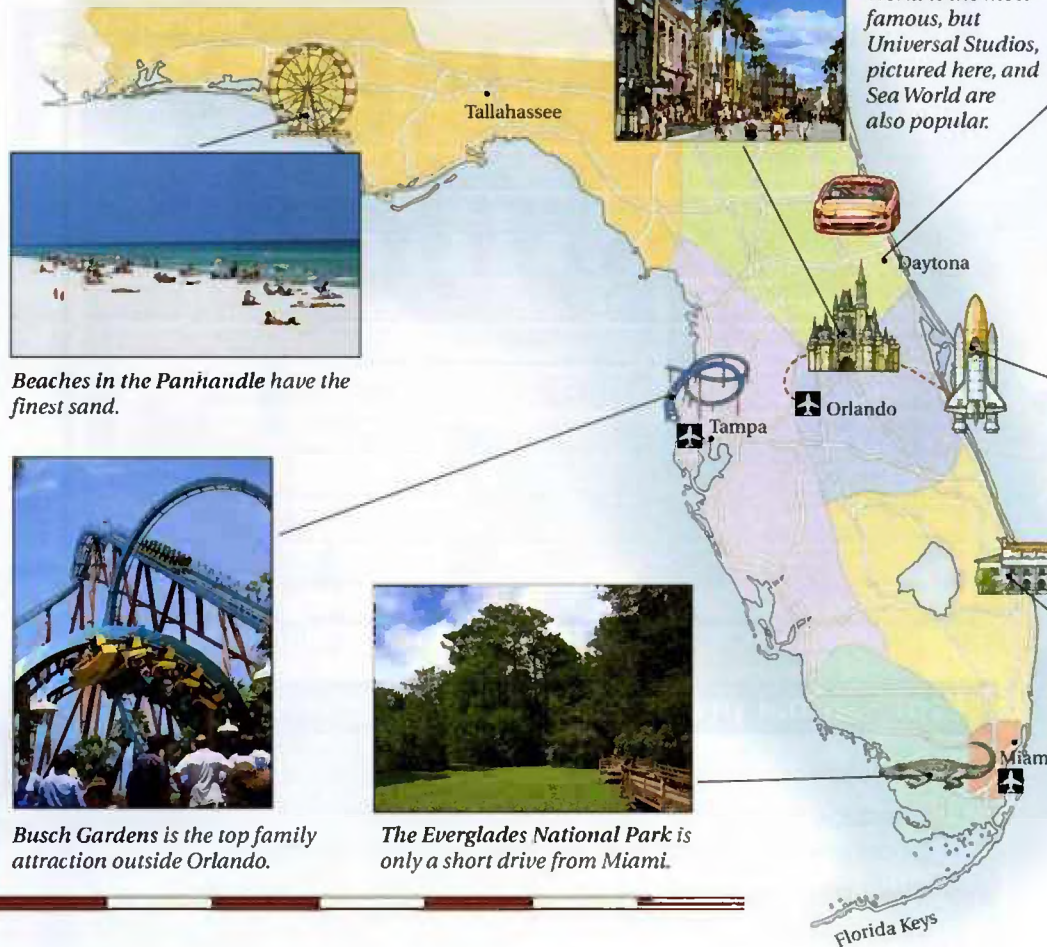 famous, but
Universal Studios,
pictured here, and
Sea World are
also popular.
Tallahassee
Daytona
Beaches in the Panhandle have the
finest sand.
Orlando
Tampa
Miam
Busch Gardens is the top family
attraction outside Orlando.
The Everglades National Park is
only a short drive from Miami.
Florida Keys